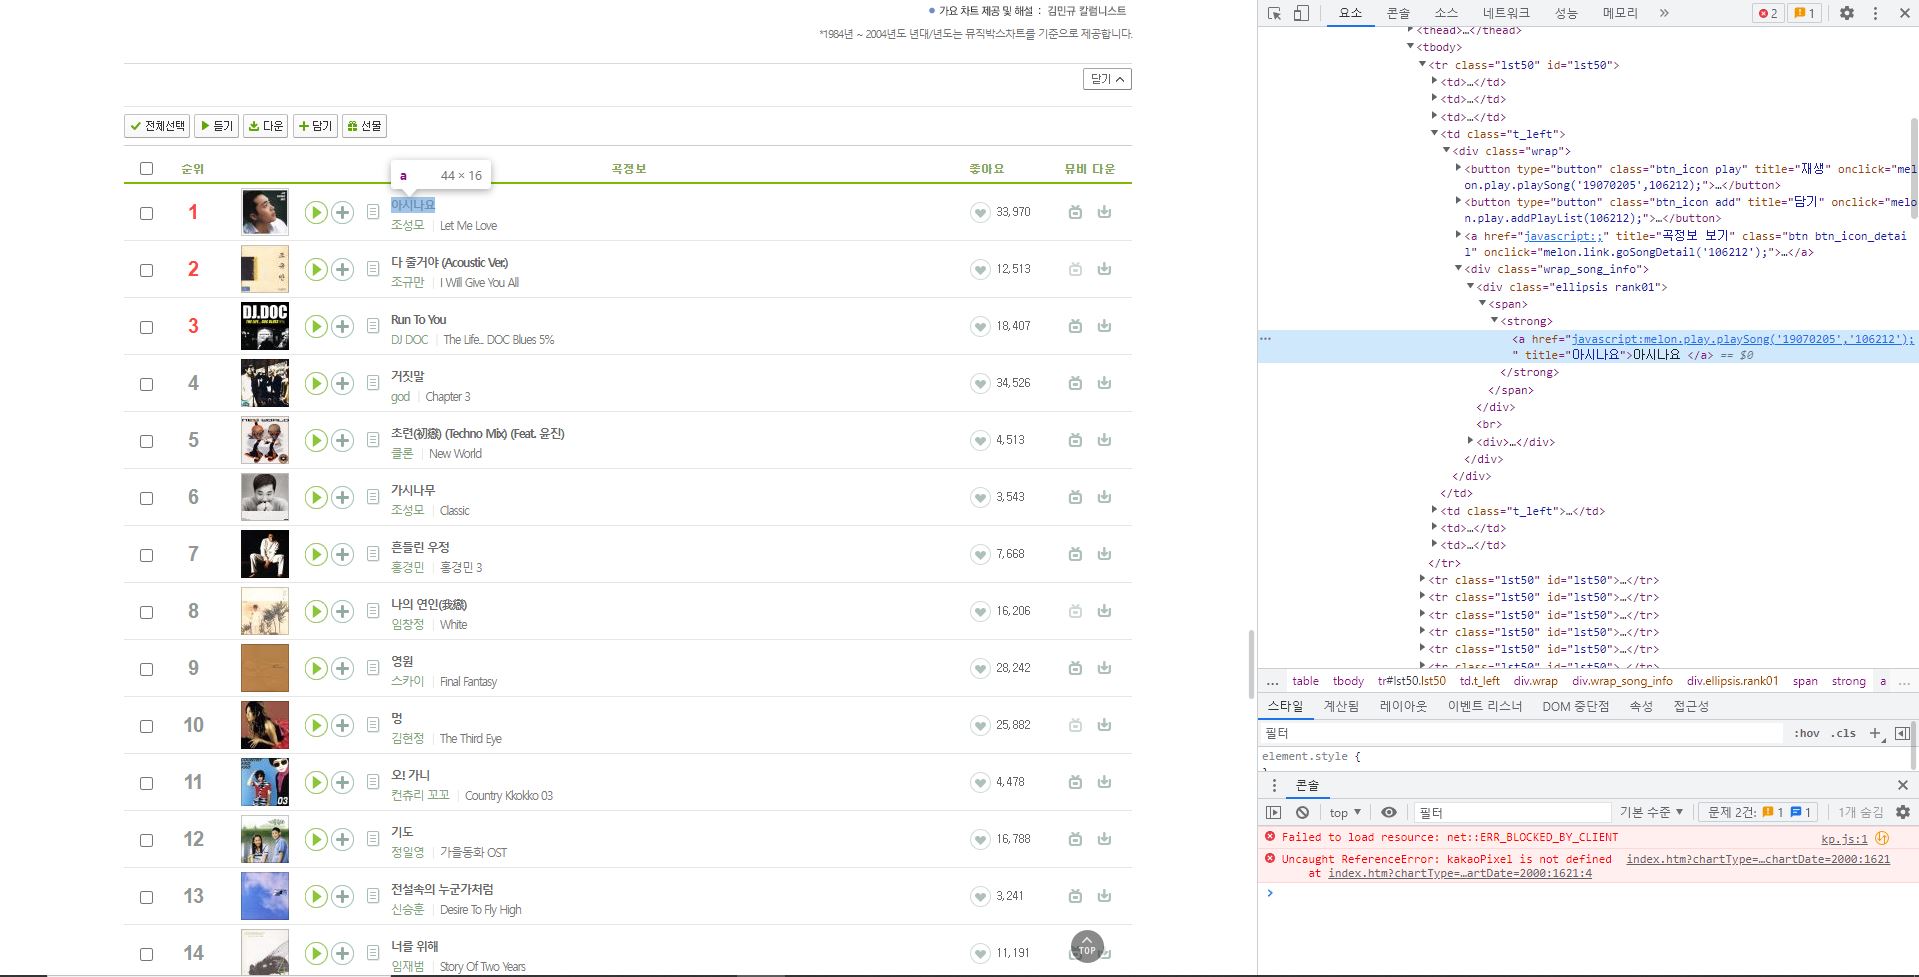 가요 차트 제공 및 해설 : 김민규 칼럼니스트
*1984년 ~ 2004년도 년대/년도는 뮤직박스차트를 기준으로 제공합니다.
닫기
전체선택 듣기 다운 담기 선물
순위 곡정보 좋아요 뮤비 다운
a 44 × 16
1 아시나요 33,970
조성모 Let Me Love
2 다 줄거야 (Acoustic Ver.) 12,513
조규만 I Will Give You All
3 Run To You 18,407
DJ DOC The Life.. DOC Blues 5%
4 거짓말 34,526
god Chapter 3
5 초련(初戀) (Techno Mix) (Feat. 윤진) 4,513
클론 New World
6 가시나무 3,543
조성모 Classic
7 흔들린 우정 7,668
홍경민 홍경민 3
8 나의 연인(我戀) 16,206
임창정 White
9 영원 28,242
스카이 Final Fantasy
10 멍 25,882
김현정 The Third Eye
11 오! 가니 4,478
컨츄리 꼬꼬 Country Kkokko 03
12 기도 16,788
정일영 가을동화 OST
13 전설속의 누군가처럼 3,241
신승훈 Desire To Fly High
14 너를 위해 11,191
임재범 Story Of Two Years
TOP
요소 콘솔 소스 네트워크 성능 메모리 » 2 1
<thead>…</thead>
<tbody>
<tr class="lst50" id="lst50">
<td>…</td>
<td>…</td>
<td>…</td>
<td class="t_left">
<div class="wrap">
<button type="button" class="btn_icon play" title="재생" onclick="mel
on.play.playSong('19070205',106212);">…</button>
<button type="button" class="btn_icon add" title="담기" onclick="melo
n.play.addPlayList(106212);">…</button>
<a href="javascript:;" title="곡정보 보기" class="btn btn_icon_detai
l" onclick="melon.link.goSongDetail('106212');">…</a>
<div class="wrap_song_info">
<div class="ellipsis rank01">
<span>
<strong>
<a href="javascript:melon.play.playSong('19070205','106212');
" title="아시나요">아시나요 </a> == $0
</strong>
</span>
</div>
<br>
<div>…</div>
</div>
</div>
</td>
<td class="t_left">…</td>
<td>…</td>
<td>…</td>
</tr>
<tr class="lst50" id="lst50">…</tr>
<tr class="lst50" id="lst50">…</tr>
<tr class="lst50" id="lst50">…</tr>
<tr class="lst50" id="lst50">…</tr>
<tr class="lst50" id="lst50">…</tr>
<tr class="lst50" id="lst50">…</tr>
... table tbody tr#lst50.lst50 td.t_left div.wrap div.wrap_song_info div.ellipsis.rank01 span strong a ...
스타일 계산됨 레이아웃 이벤트 리스너 DOM 중단점 속성 접근성
필터 :hov .cls +
element.style {
콘솔
top 필터 기본 수준 문제 2건: 1 1 1개 숨김
Failed to load resource: net::ERR_BLOCKED_BY_CLIENT kp.js:1
Uncaught ReferenceError: kakaoPixel is not defined index.htm?chartType=…chartDate=2000:1621
at index.htm?chartType=…artDate=2000:1621:4